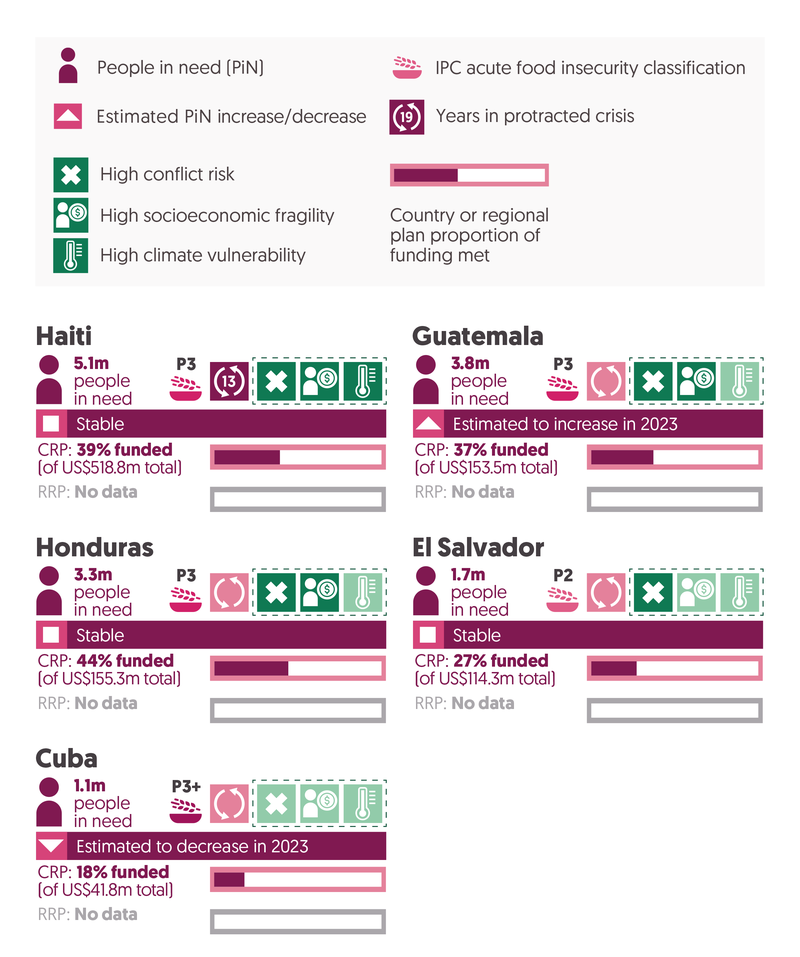 People in need (PiN)
IPC acute food insecurity classification
Estimated PiN increase/decrease
19
Years in protracted crisis
High conflict risk
High socioeconomic fragility
High climate vulnerability
Country or regional
plan proportion of
funding met
Haiti
5.1m
people
in need
P3
13
Stable
CRP: 39% funded
(of US$518.8m total)
RRP: No data
Guatemala
3.8m
people
in need
P3
Estimated to increase in 2023
CRP: 37% funded
(of US$153.5m total)
RRP: No data
Honduras
3.3m
people
in need
P3
Stable
CRP: 44% funded
(of US$155.3m total)
RRP: No data
El Salvador
1.7m
people
in need
P2
Stable
CRP: 27% funded
(of US$114.3m total)
RRP: No data
Cuba
1.1m
people
in need
P3+
Estimated to decrease in 2023
CRP: 18% funded
(of US$41.8m total)
RRP: No data